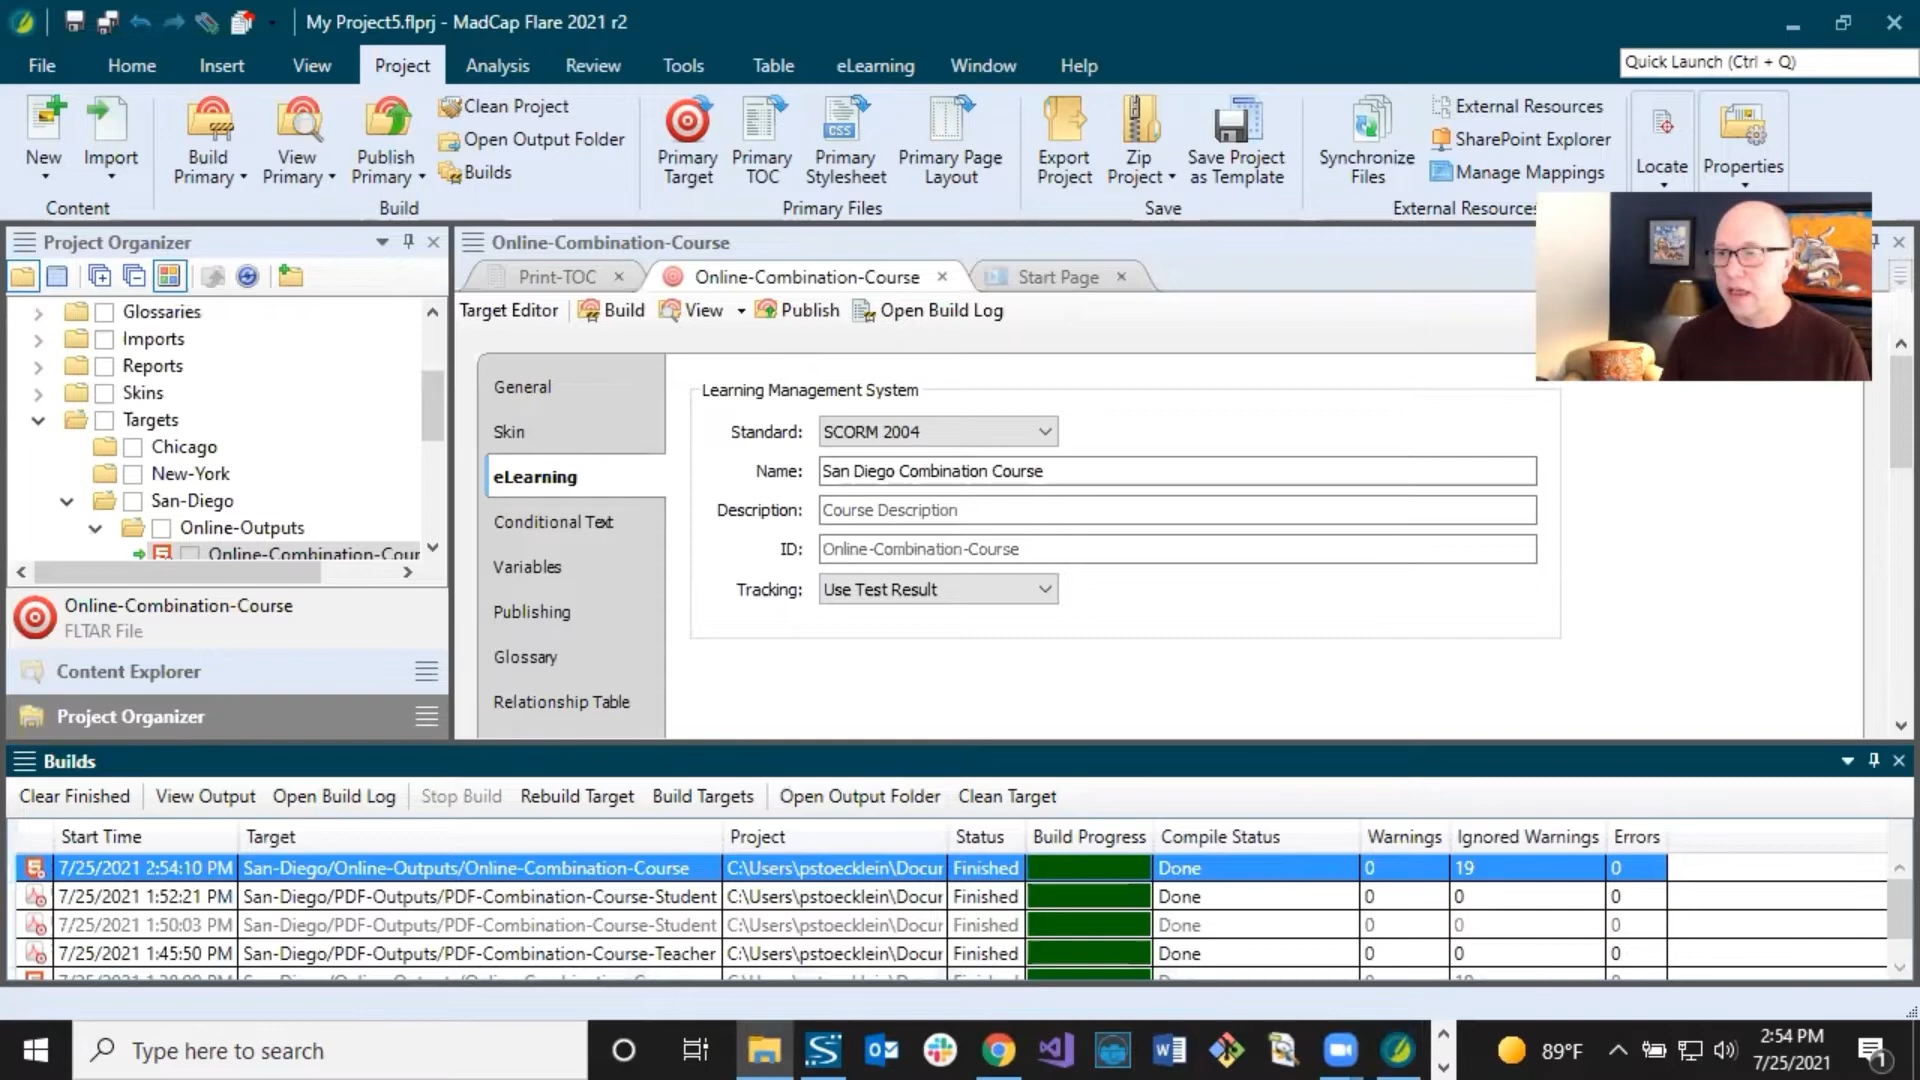 My Project5.flprj - MadCap Flare 2021 r2
File Home Insert View Project Analysis Review Tools Table eLearning Window Help
Quick Launch (Ctrl + Q)
New
Import
Content
Build Primary
View Primary
Publish Primary
Clean Project
Open Output Folder
Builds
Build
Primary Target
Primary TOC
CSS
Primary Stylesheet
Primary Page Layout
Primary Files
Export Project
Zip Project
Save Project as Template
Save
Synchronize Files
External Resources
SharePoint Explorer
Manage Mappings
External Resources
Locate
Properties
Project Organizer
Glossaries
Imports
Reports
Skins
Targets
Chicago
New-York
San-Diego
Online-Outputs
Online-Combination-Cour
Online-Combination-Course
FLTAR File
Content Explorer
Project Organizer
Online-Combination-Course
Print-TOC
Online-Combination-Course
Start Page
Target Editor Build View Publish Open Build Log
General
Skin
eLearning
Conditional Text
Variables
Publishing
Glossary
Relationship Table
Learning Management System
Standard: SCORM 2004
Name: San Diego Combination Course
Description: Course Description
ID: Online-Combination-Course
Tracking: Use Test Result
Builds
Clear Finished View Output Open Build Log Stop Build Rebuild Target Build Targets Open Output Folder Clean Target
Start Time Target Project Status Build Progress Compile Status Warnings Ignored Warnings Errors
7/25/2021 2:54:10 PM San-Diego/Online-Outputs/Online-Combination-Course C:\Users\pstoecklein\Docur Finished Done 0 19 0
7/25/2021 1:52:21 PM San-Diego/PDF-Outputs/PDF-Combination-Course-Student C:\Users\pstoecklein\Docur Finished Done 0 0 0
7/25/2021 1:50:03 PM San-Diego/PDF-Outputs/PDF-Combination-Course-Student C:\Users\pstoecklein\Docur Finished Done 0 0 0
7/25/2021 1:45:50 PM San-Diego/PDF-Outputs/PDF-Combination-Course-Teacher C:\Users\pstoecklein\Docur Finished Done 0 0 0
Type here to search
89°F
2:54 PM
7/25/2021
1